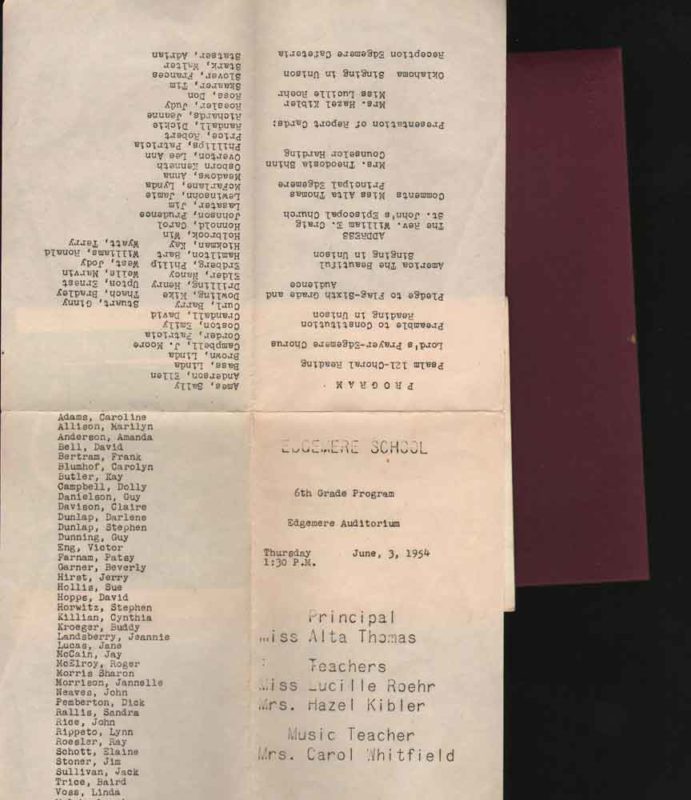 EDGEMERE SCHOOL
6th Grade Program
Edgemere Auditorium
Thursday June, 3, 1954
1:30 P.M.
Principal
Miss Alta Thomas
Teachers
Miss Lucille Roehr
Mrs. Hazel Kibler
Music Teacher
Mrs. Carol Whitfield
PROGRAM
Psalm 121-Choral Reading
Lord's Prayer-Edgemere Chorus
Preamble to Constitution
Reading in Unison
Pledge to Flag-Sixth Grade and
Audience
America The Beautiful
Singing in Unison
ADDRESS
The Rev. William E. Craig
St. John's Episcopal Church
Comments Miss Alta Thomas
Principal Edgemere
Mrs. Theodosia Shinn
Counselor Harding
Presentation of Report Cards:
Mrs. Hazel Kibler
Miss Lucille Roehr
Oklahoma Singing in Unison
Reception Edgemere Cafeteria
Ames, Sally
Anderson, Ellen
Bass, Linda
Brown, Linda
Campbell, J. Moore
Corder, Patricia
Coston, Emily
Crandall, David
Curl, Barry
Dowling, Kike
Drilling, Henry
Elder, Nancy
Erdberg, Philip
Hamilton, Bart
Hickman, Kay
Holbrook, Win
Honnold, Carol
Johnson, Prudence
Lassater, Jim
Lewinsohn, Jamie
McFarlane, Lynda
Meadows, Anna
Osborn Kenneth
Overton, Lee Ann
Phillips, Patricia
Price, Robert
Randall, Dickie
Richards, Jeanne
Roessler, Judy
Ross, Don
Shearer, Tim
Slover, Frances
Stark, Walter
Statser, Adrian
Stuart, Ginny
Thach, Bradley
Upton, Ernest
Welle, Marvin
West, Jody
Williams, Ronald
Wyatt, Terry
Adams, Caroline
Allison, Marilyn
Anderson, Amanda
Bell, David
Bertram, Frank
Blumhof, Carolyn
Butler, Kay
Campbell, Dolly
Danielson, Guy
Davison, Claire
Dunlap, Darlene
Dunlap, Stephen
Dunning, Guy
Eng, Victor
Farnam, Patsy
Garner, Beverly
Hirst, Jerry
Hollis, Sue
Hopps, David
Horwitz, Stephen
Killian, Cynthia
Kroeger, Buddy
Landsberry, Jeannie
Lucas, Jane
McCain, Jay
McElroy, Roger
Morris Sharon
Morrison, Jannelle
Neaves, John
Pemberton, Dick
Rallis, Sandra
Rice, John
Rippeto, Lynn
Roesler, Ray
Schott, Elaine
Stoner, Jim
Sullivan, Jack
Trice, Baird
Voss, Linda